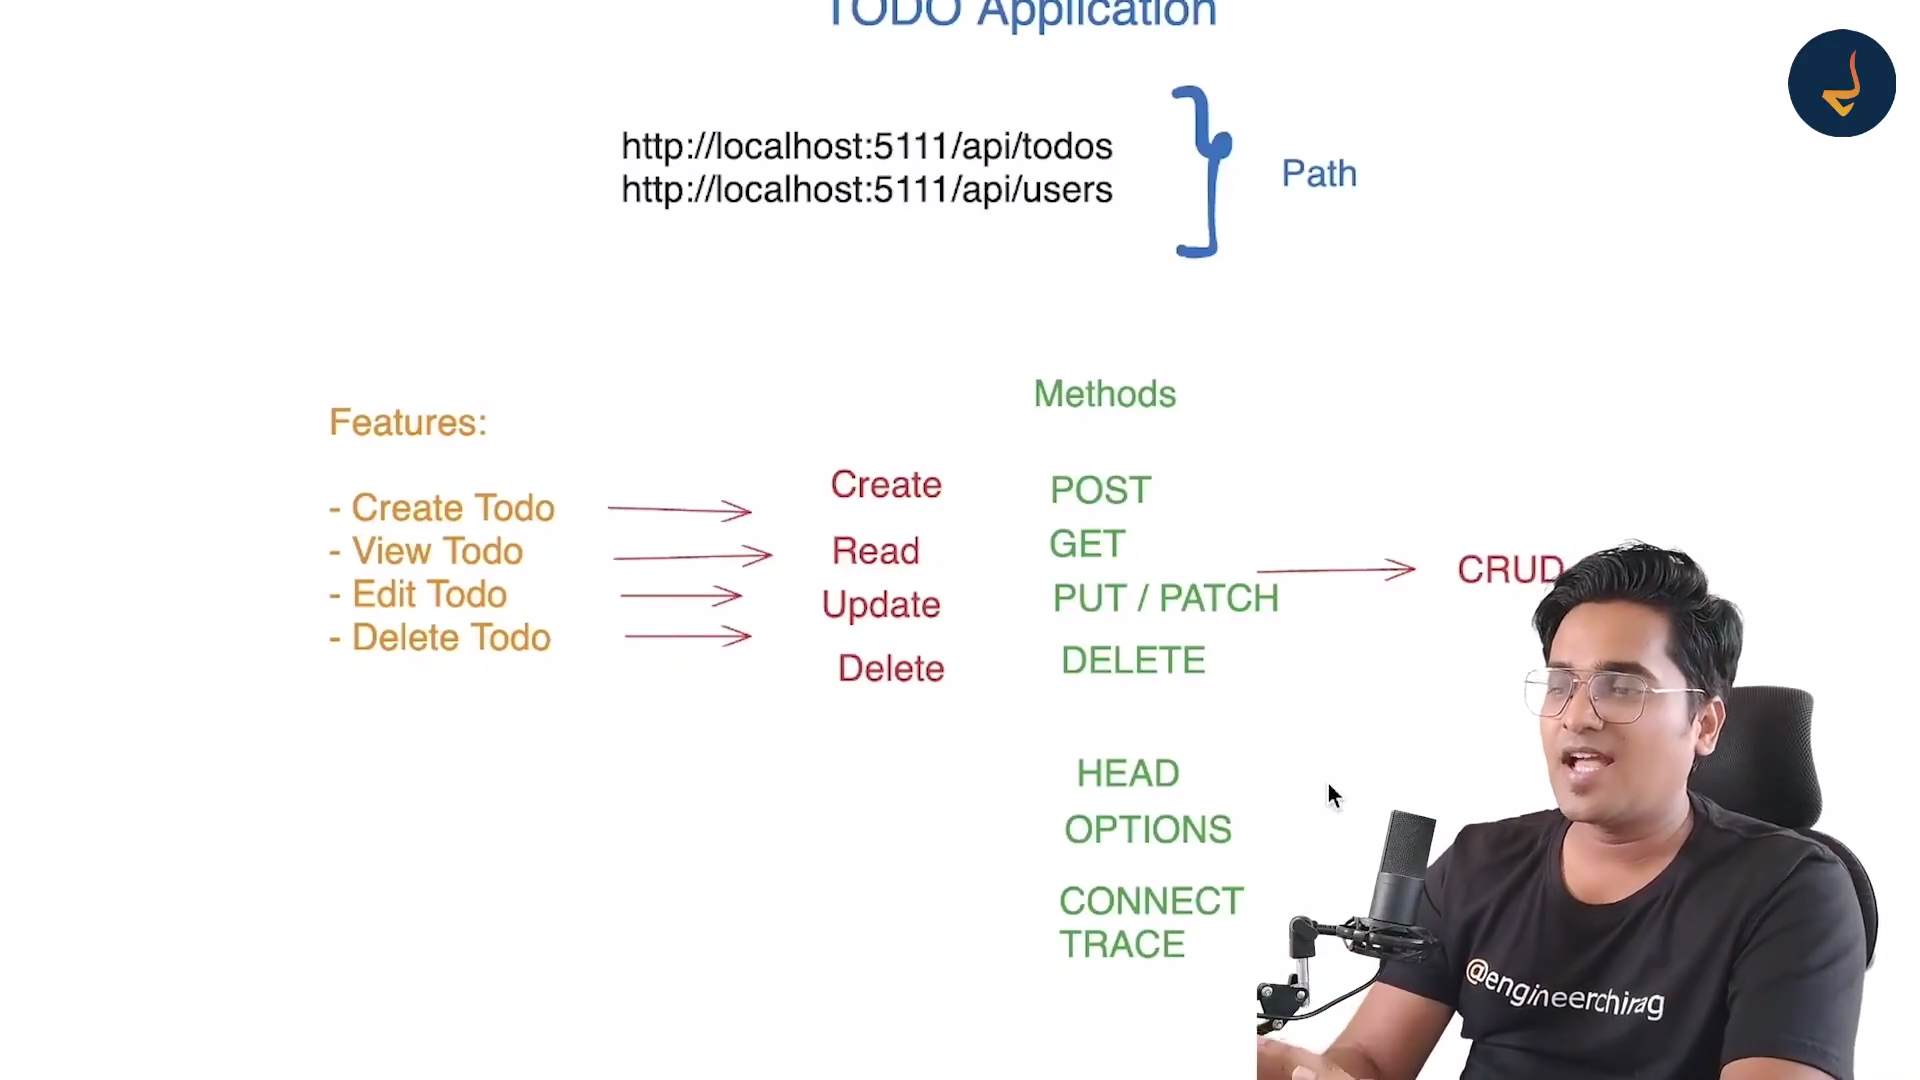 TODO Application
http://localhost:5111/api/todos
http://localhost:5111/api/users
Path
Features:
- Create Todo
- View Todo
- Edit Todo
- Delete Todo
Create
Read
Update
Delete
Methods
POST
GET
PUT / PATCH
DELETE
HEAD
OPTIONS
CONNECT
TRACE
CRUD
@engineerchirag